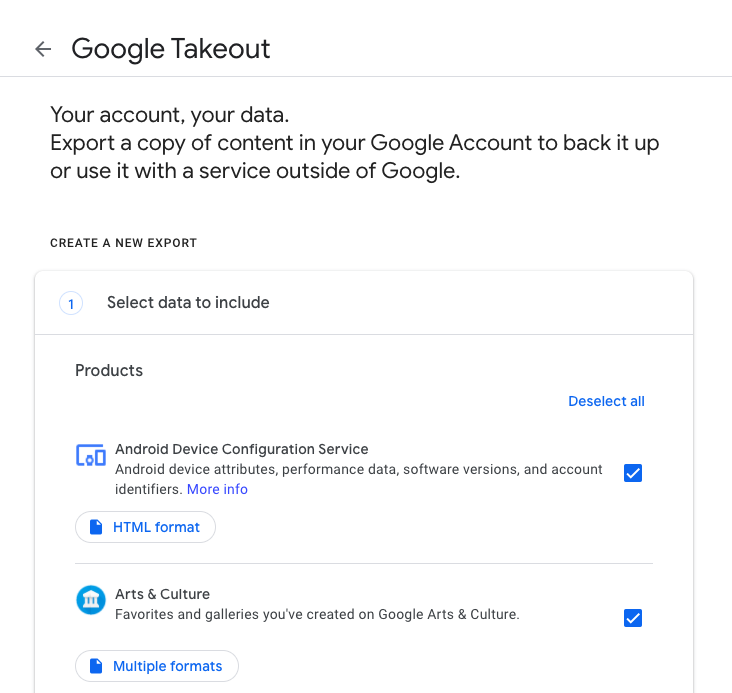 Google Takeout
Your account, your data.
Export a copy of content in your Google Account to back it up
or use it with a service outside of Google.
CREATE A NEW EXPORT
1 Select data to include
Products
Deselect all
Android Device Configuration Service
Android device attributes, performance data, software versions, and account
identifiers. More info
HTML format
Arts & Culture
Favorites and galleries you've created on Google Arts & Culture.
Multiple formats